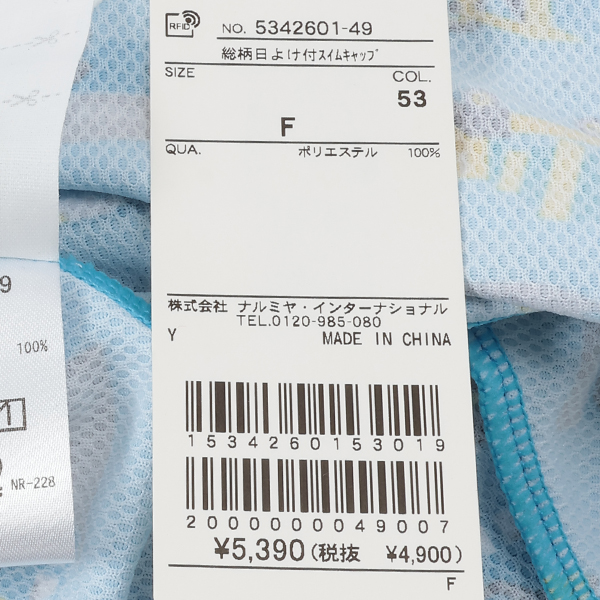 RFID
NO. 5342601-49
総柄日よけ付スイムキャップ
SIZE COL.
53
F
QUA. ポリエステル 100%
株式会社 ナルミヤ・インターナショナル
TEL.0120-985-080
Y MADE IN CHINA
1534260153019
2000000049007
¥5,390 (税抜 ¥4,900)
F
9
100%
NR-228